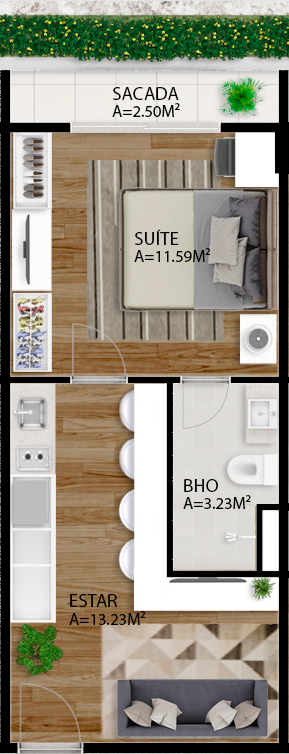 SACADA
A=2.50M²
SUÍTE
A=11.59M²
BHO
A=3.23M²
ESTAR
A=13.23M²